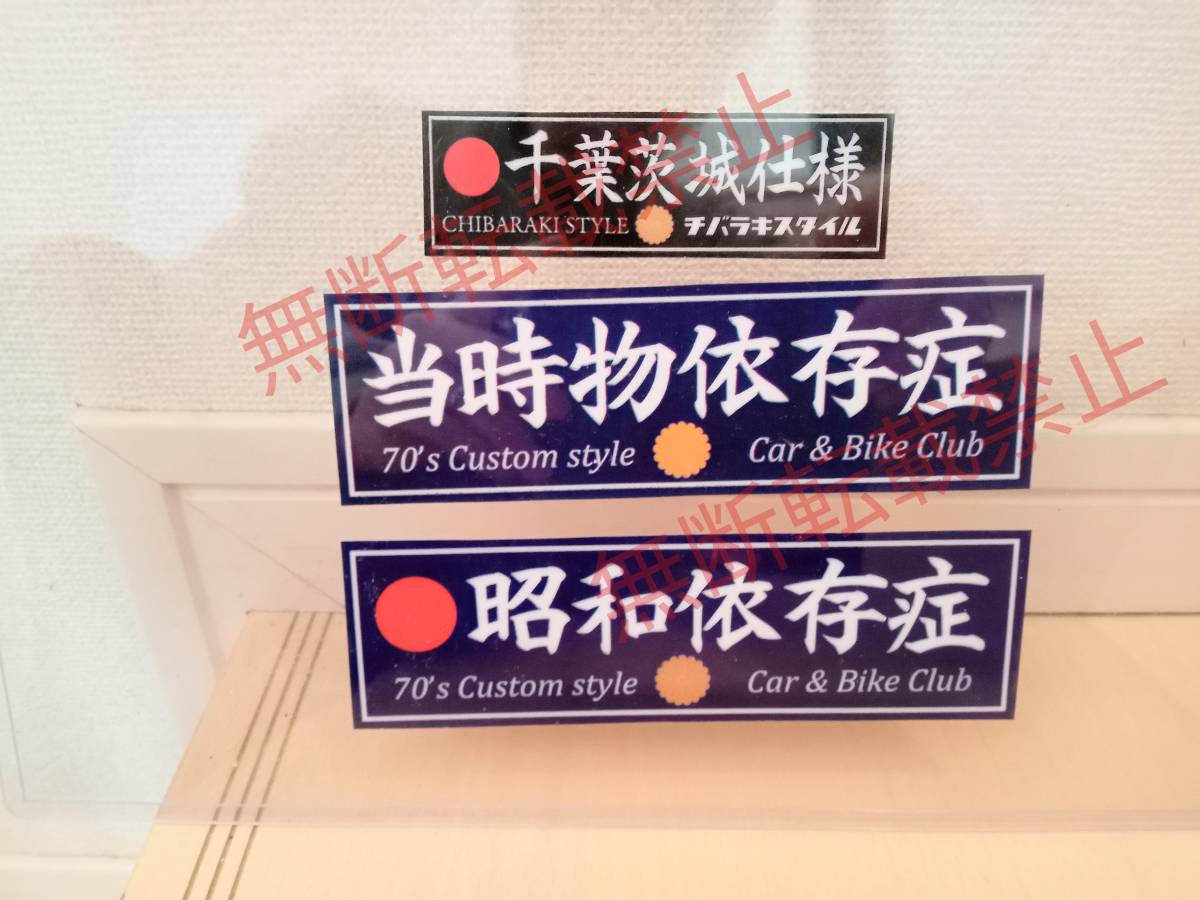 千葉茨城仕様
CHIBARAKI STYLE チバラキスタイル
当時物依存症
70's Custom style Car & Bike Club
昭和依存症
70's Custom style Car & Bike Club
無断転載禁止
無断転載禁止